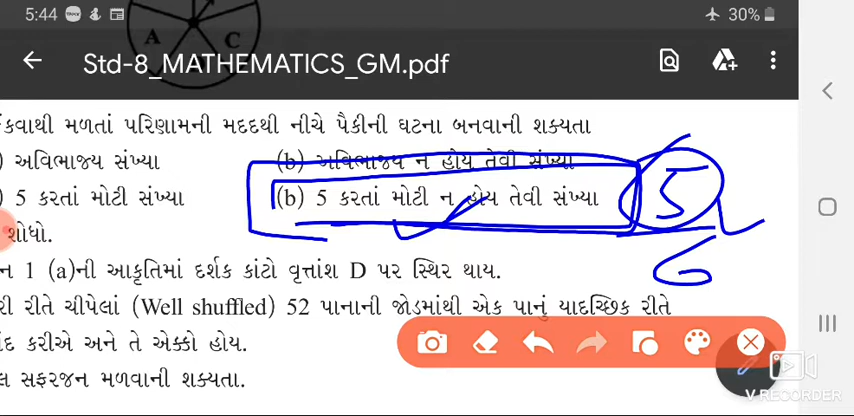 5:44
30%
A
C
Std-8_MATHEMATICS_GM.pdf
કવાથી મળતાં પરિણામની મદદથી નીચે પૈકીની ઘટના બનવાની શક્યતા
) અવિભાજ્ય સંખ્યા (b) અવિભાજ્ય ન હોય તેવી સંખ્યા
) 5 કરતાં મોટી સંખ્યા (b) 5 કરતાં મોટી ન હોય તેવી સંખ્યા 5
શોધો. 6
ન 1 (a)ની આકૃતિમાં દર્શક કાંટો વૃત્તાંશ D પર સ્થિર થાય.
રી રીતે ચીપેલાં (Well shuffled) 52 પાનાની જોડમાંથી એક પાનું યાદચ્છિક રીતે
ંદ કરીએ અને તે એક્કો હોય.
લ સફરજન મળવાની શક્યતા.
V RECORDER